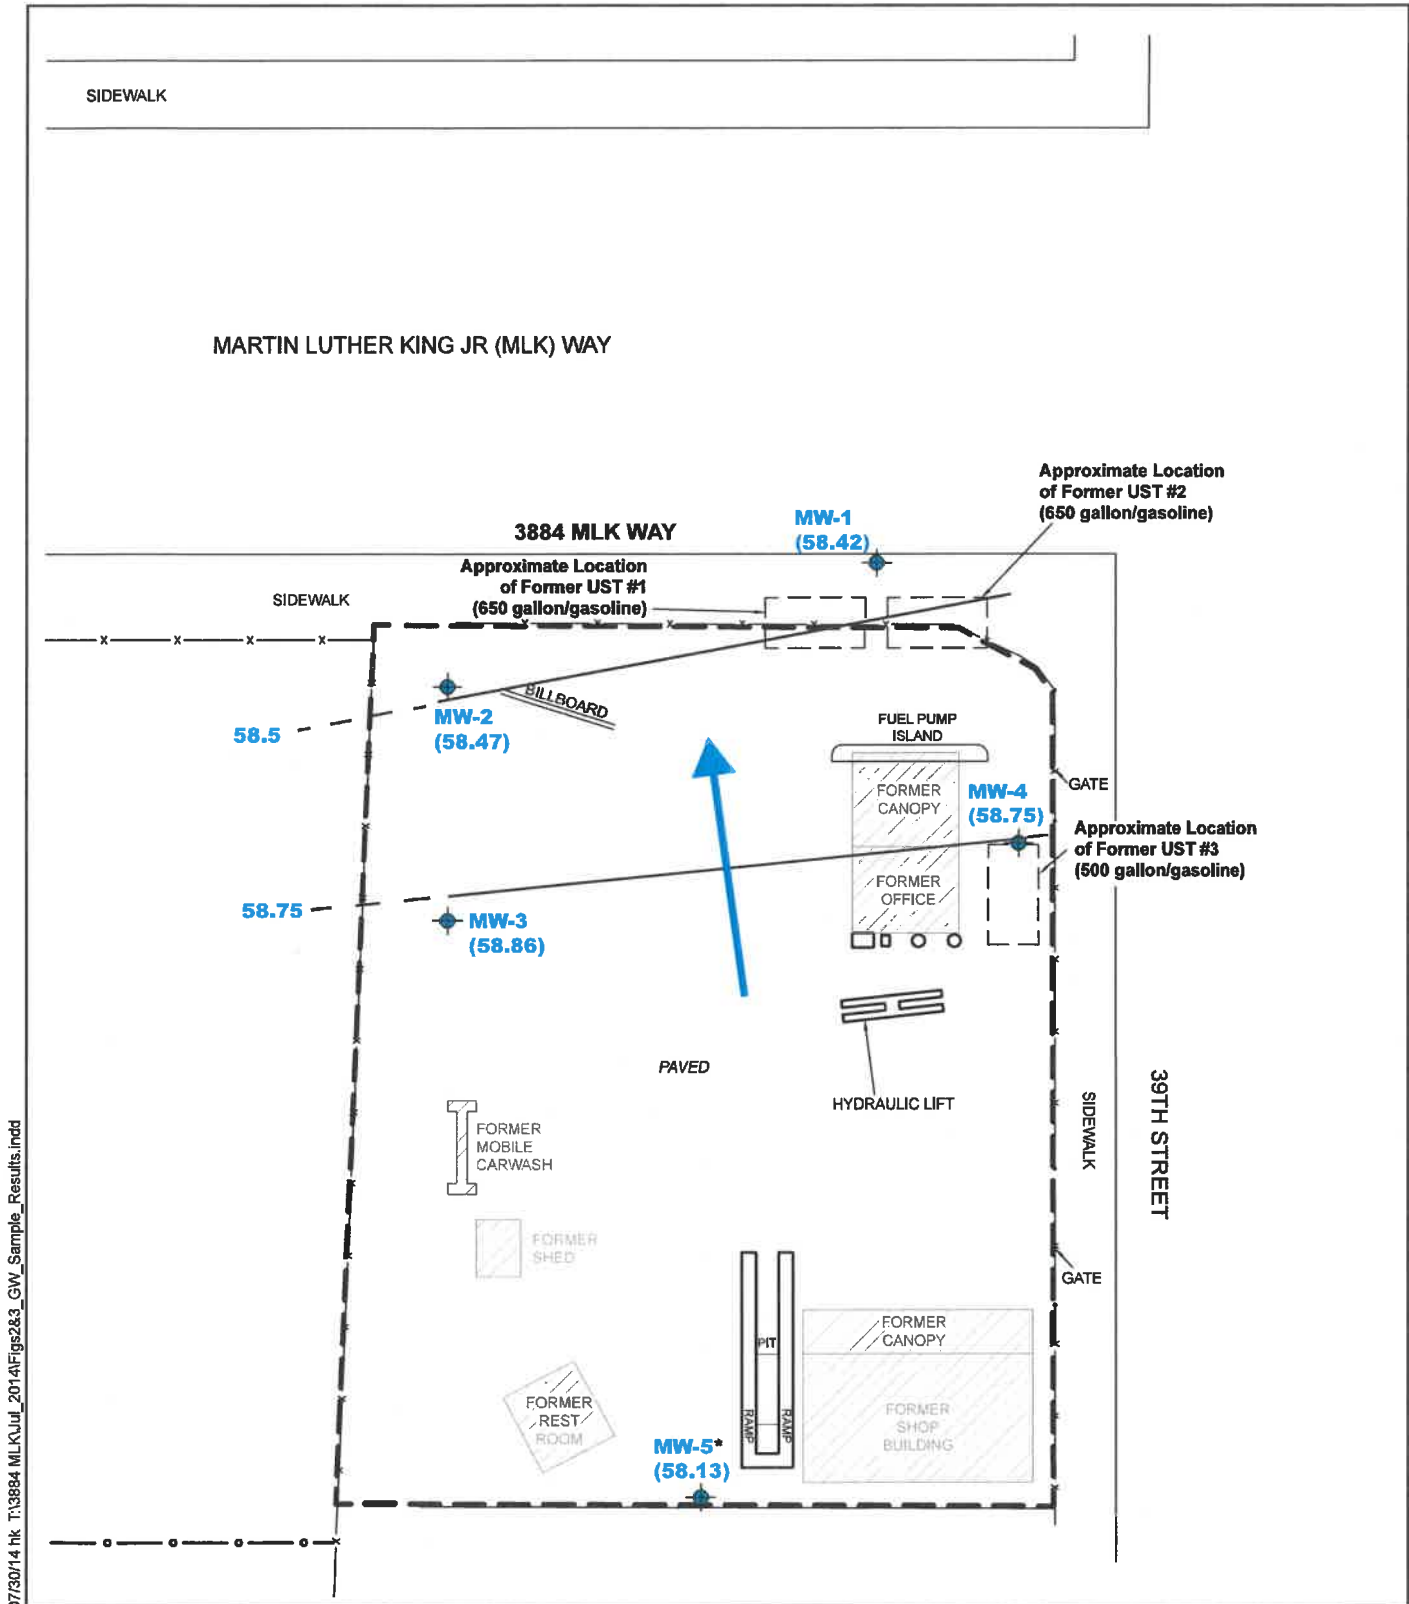 SIDEWALK
MARTIN LUTHER KING JR (MLK) WAY
Approximate Location
of Former UST #2
(650 gallon/gasoline)
MW-1
(58.42)
3884 MLK WAY
Approximate Location
of Former UST #1
(650 gallon/gasoline)
SIDEWALK
BILLBOARD
MW-2
(58.47)
58.5
FUEL PUMP
ISLAND
GATE
FORMER
CANOPY
MW-4
(58.75)
Approximate Location
of Former UST #3
(500 gallon/gasoline)
FORMER
OFFICE
58.75
MW-3
(58.86)
PAVED
HYDRAULIC LIFT
39TH STREET
SIDEWALK
FORMER
MOBILE
CARWASH
FORMER
SHED
GATE
FORMER
CANOPY
PIT
RAMP
RAMP
FORMER
REST
ROOM
FORMER
SHOP
BUILDING
MW-5*
(58.13)
07/30/14 hk T:\3884 MLK\Jul_2014\Figs2&3_GW_Sample_Results.indd